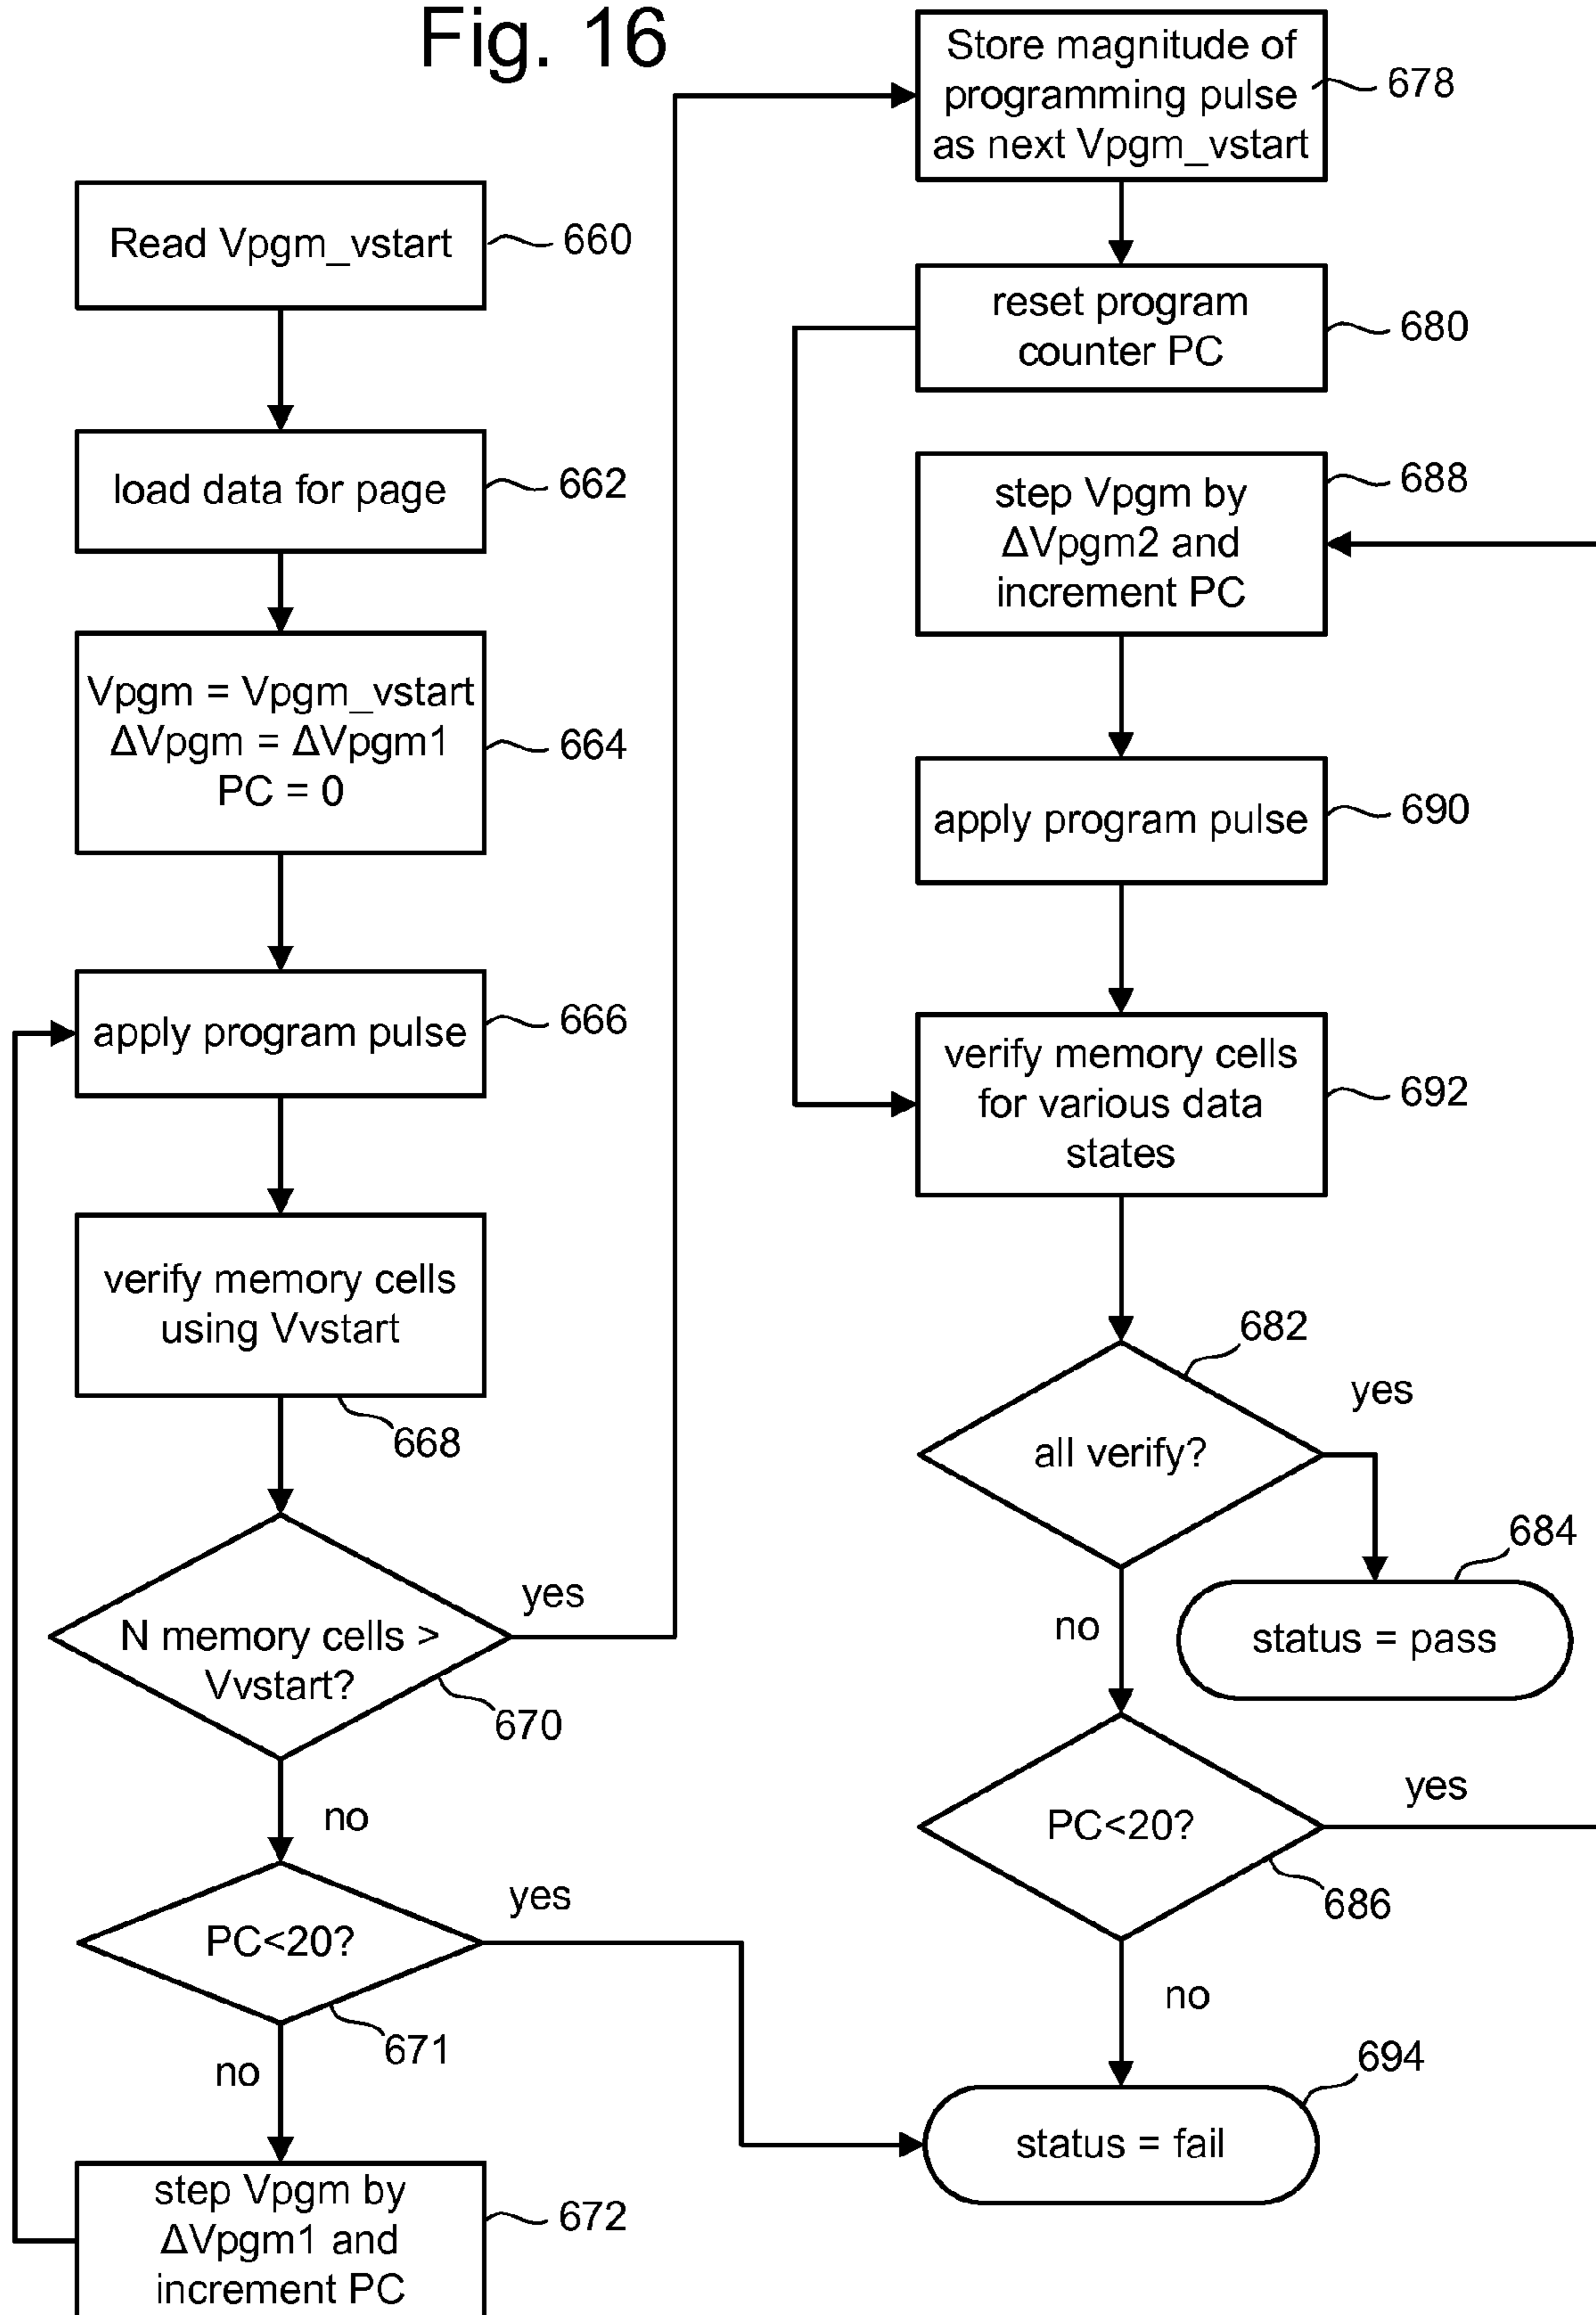 Fig. 16
Read Vpgm_vstart
660
load data for page
662
Vpgm = Vpgm_vstart
ΔVpgm = ΔVpgm1
PC = 0
664
apply program pulse
666
verify memory cells
using Vvstart
668
N memory cells >
Vvstart?
670
yes
no
PC<20?
671
yes
no
step Vpgm by
ΔVpgm1 and
increment PC
672
Store magnitude of
programming pulse
as next Vpgm_vstart
678
reset program
counter PC
680
step Vpgm by
ΔVpgm2 and
increment PC
688
apply program pulse
690
verify memory cells
for various data
states
692
all verify?
682
yes
status = pass
684
no
PC<20?
686
yes
no
status = fail
694